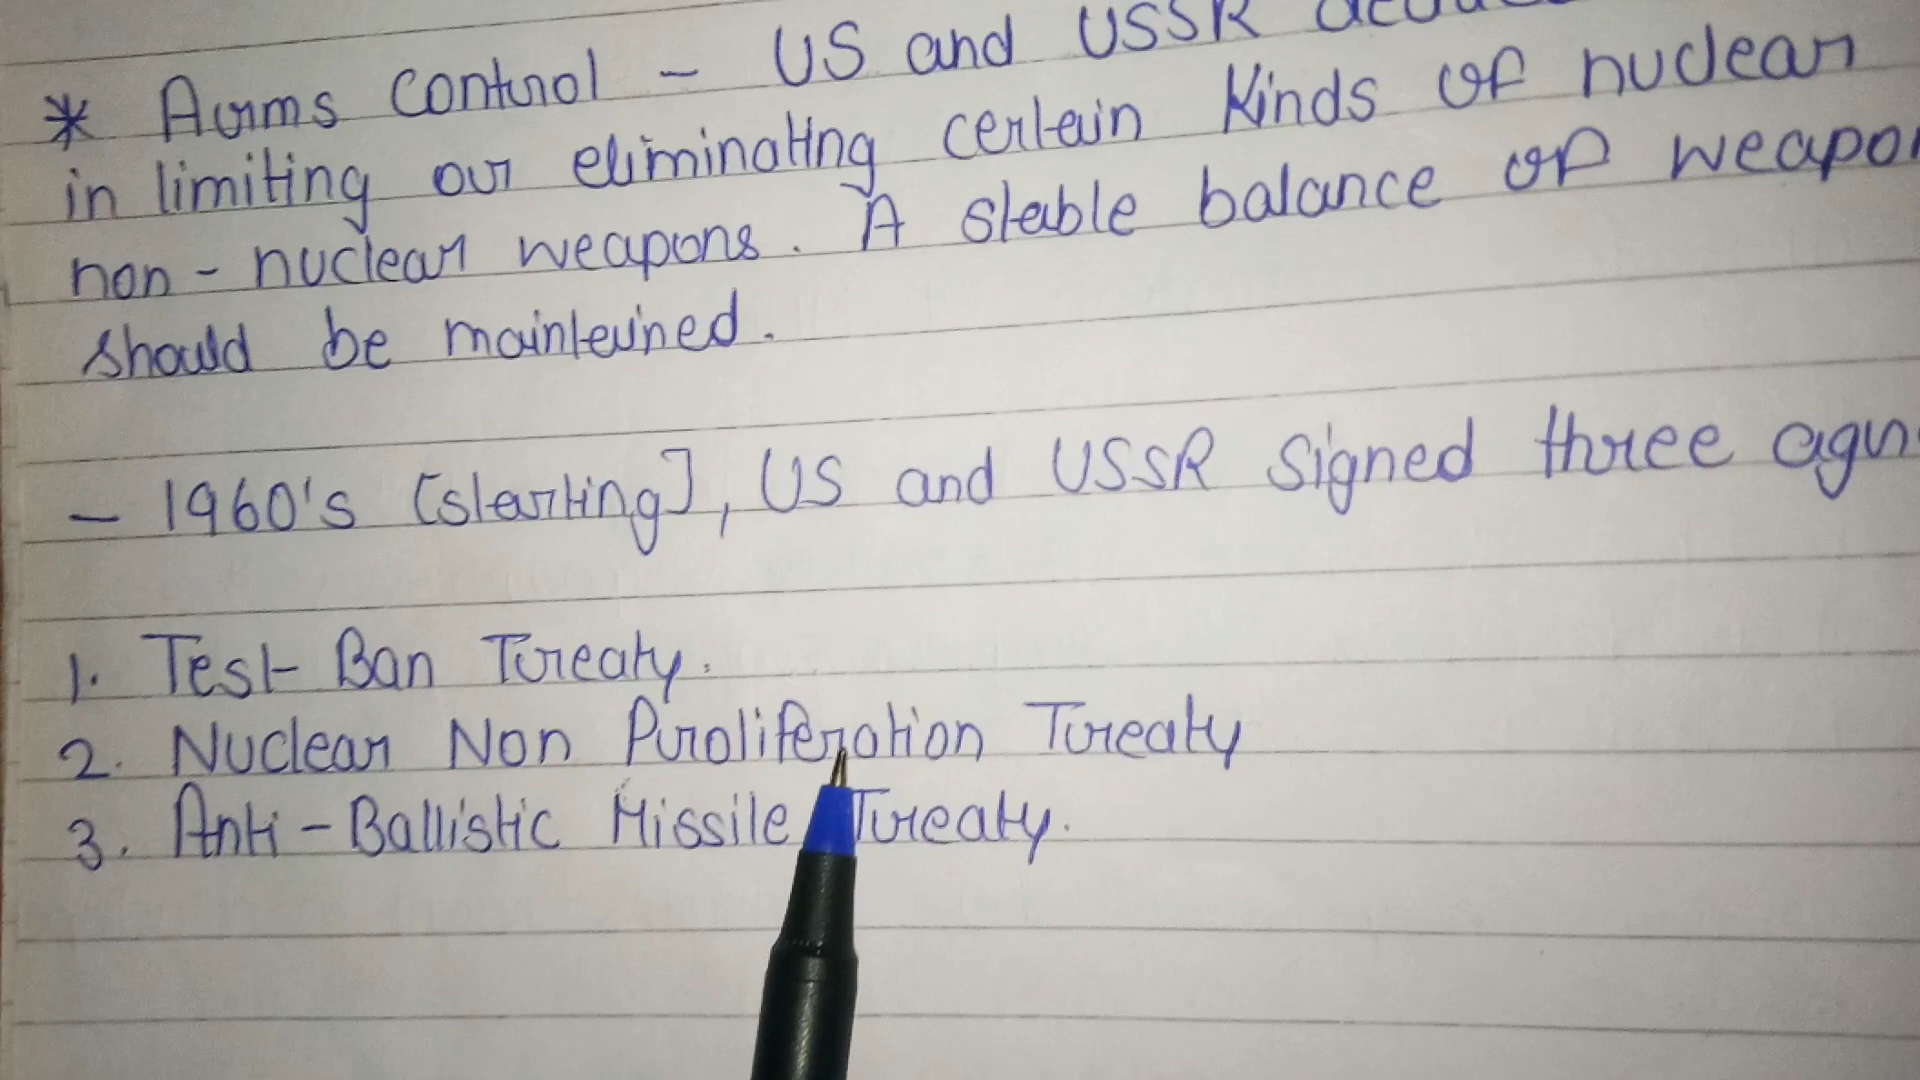 * Arms control - US and USSR
in limiting or eliminating certain kinds of nuclear
non-nuclear weapons. A stable balance of
should be maintained.
- 1960's [starting], US and USSR signed three
1. Test Ban Treaty.
2. Nuclear Non Proliferation Treaty
3. Anti-Ballistic Missile Treaty.